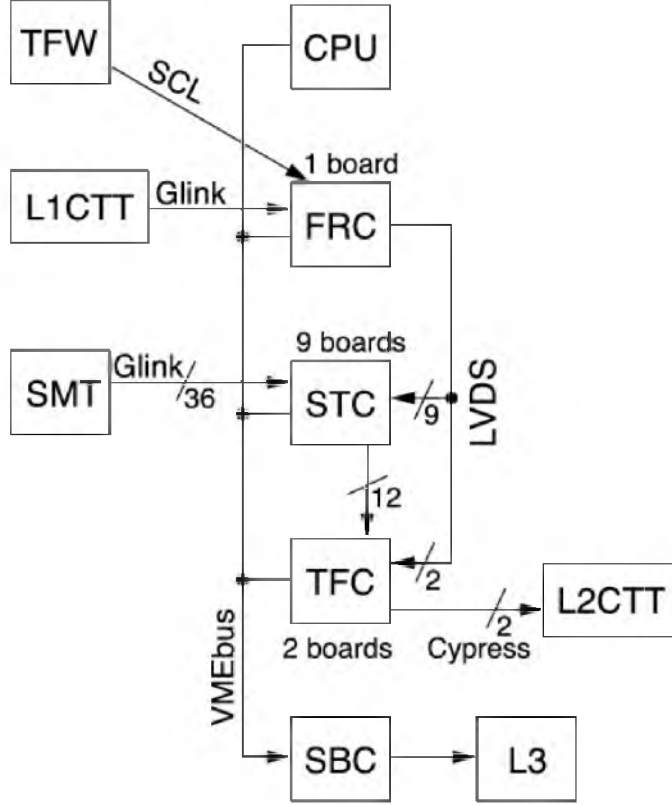 TFW
CPU
SCL
1 board
L1CTT
Glink
FRC
9 boards
SMT
Glink
36
STC
9
LVDS
12
TFC
2
2 boards
Cypress
2
L2CTT
VMEbus
SBC
L3